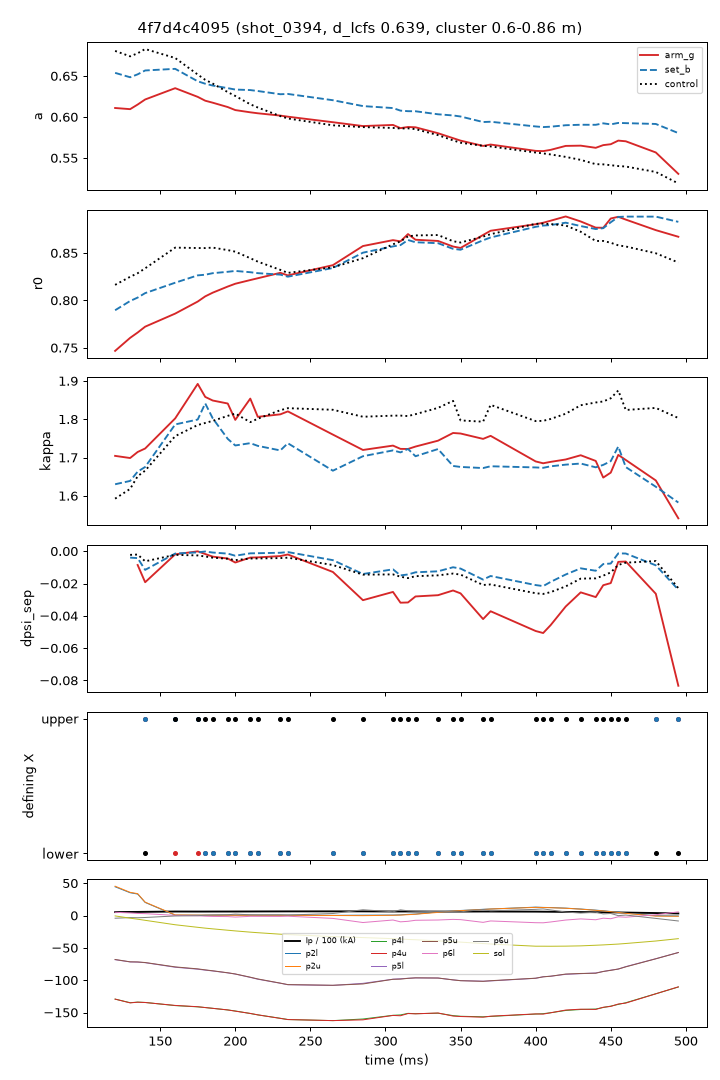 4f7d4c4095 (shot_0394, d_lcfs 0.639, cluster 0.6-0.86 m)
arm_g
set_b
control
0.65
0.60
0.55
a
0.85
0.80
0.75
r0
1.9
1.8
1.7
1.6
kappa
0.00
−0.02
−0.04
−0.06
−0.08
dpsi_sep
upper
lower
defining X
50
0
−50
−100
−150
Ip / 100 (kA)
p2l
p2u
p4l
p4u
p5l
p5u
p6l
p6u
sol
150
200
250
300
350
400
450
500
time (ms)